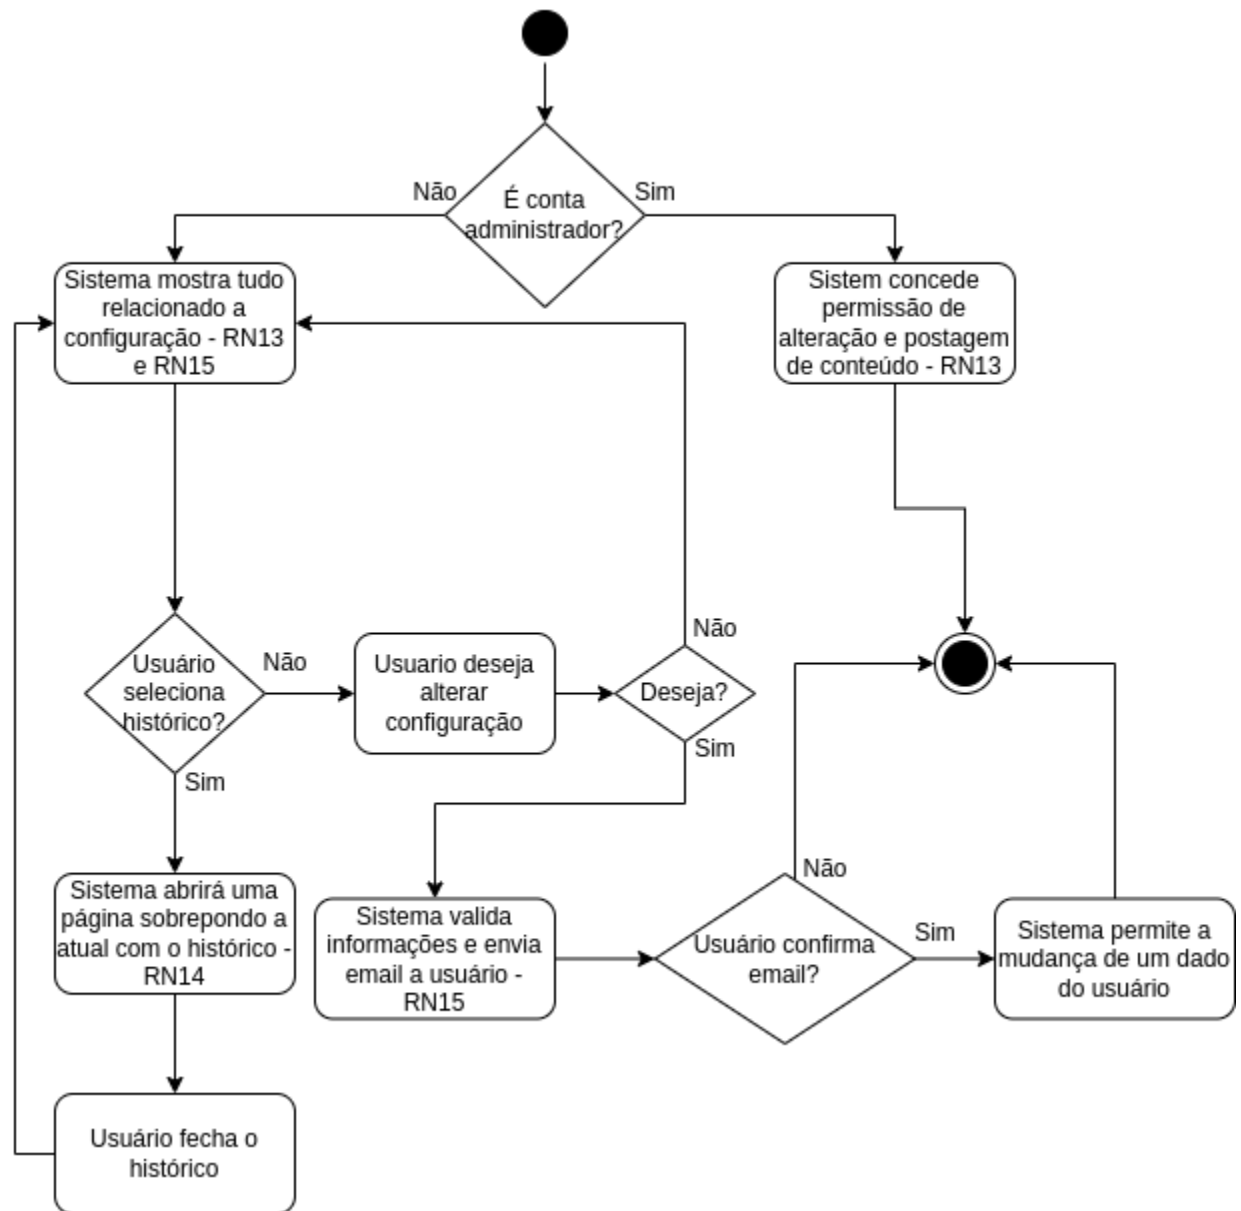 É conta
administrador?
Não
Sim
Sistema mostra tudo
relacionado a
configuração - RN13
e RN15
Sistem concede
permissão de
alteração e postagem
de conteúdo - RN13
Usuário
seleciona
histórico?
Não
Sim
Usuario deseja
alterar
configuração
Deseja?
Não
Sim
Sistema abrirá uma
página sobrepondo a
atual com o histórico -
RN14
Sistema valida
informações e envia
email a usuário -
RN15
Usuário confirma
email?
Não
Sim
Sistema permite a
mudança de um dado
do usuário
Usuário fecha o
histórico